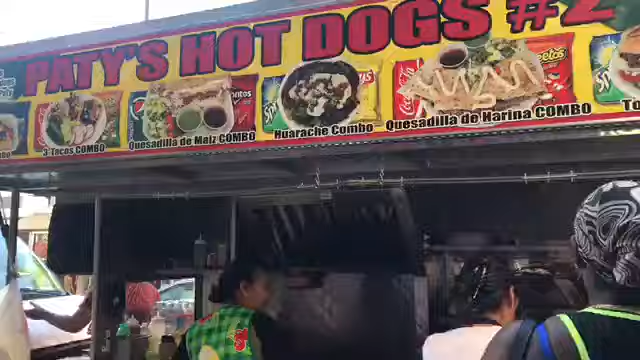 PATY'S HOT DOGS #2
3 Tacos COMBO
Quesadilla de Maiz COMBO
Huarache Combo
Quesadilla de Harina COMBO